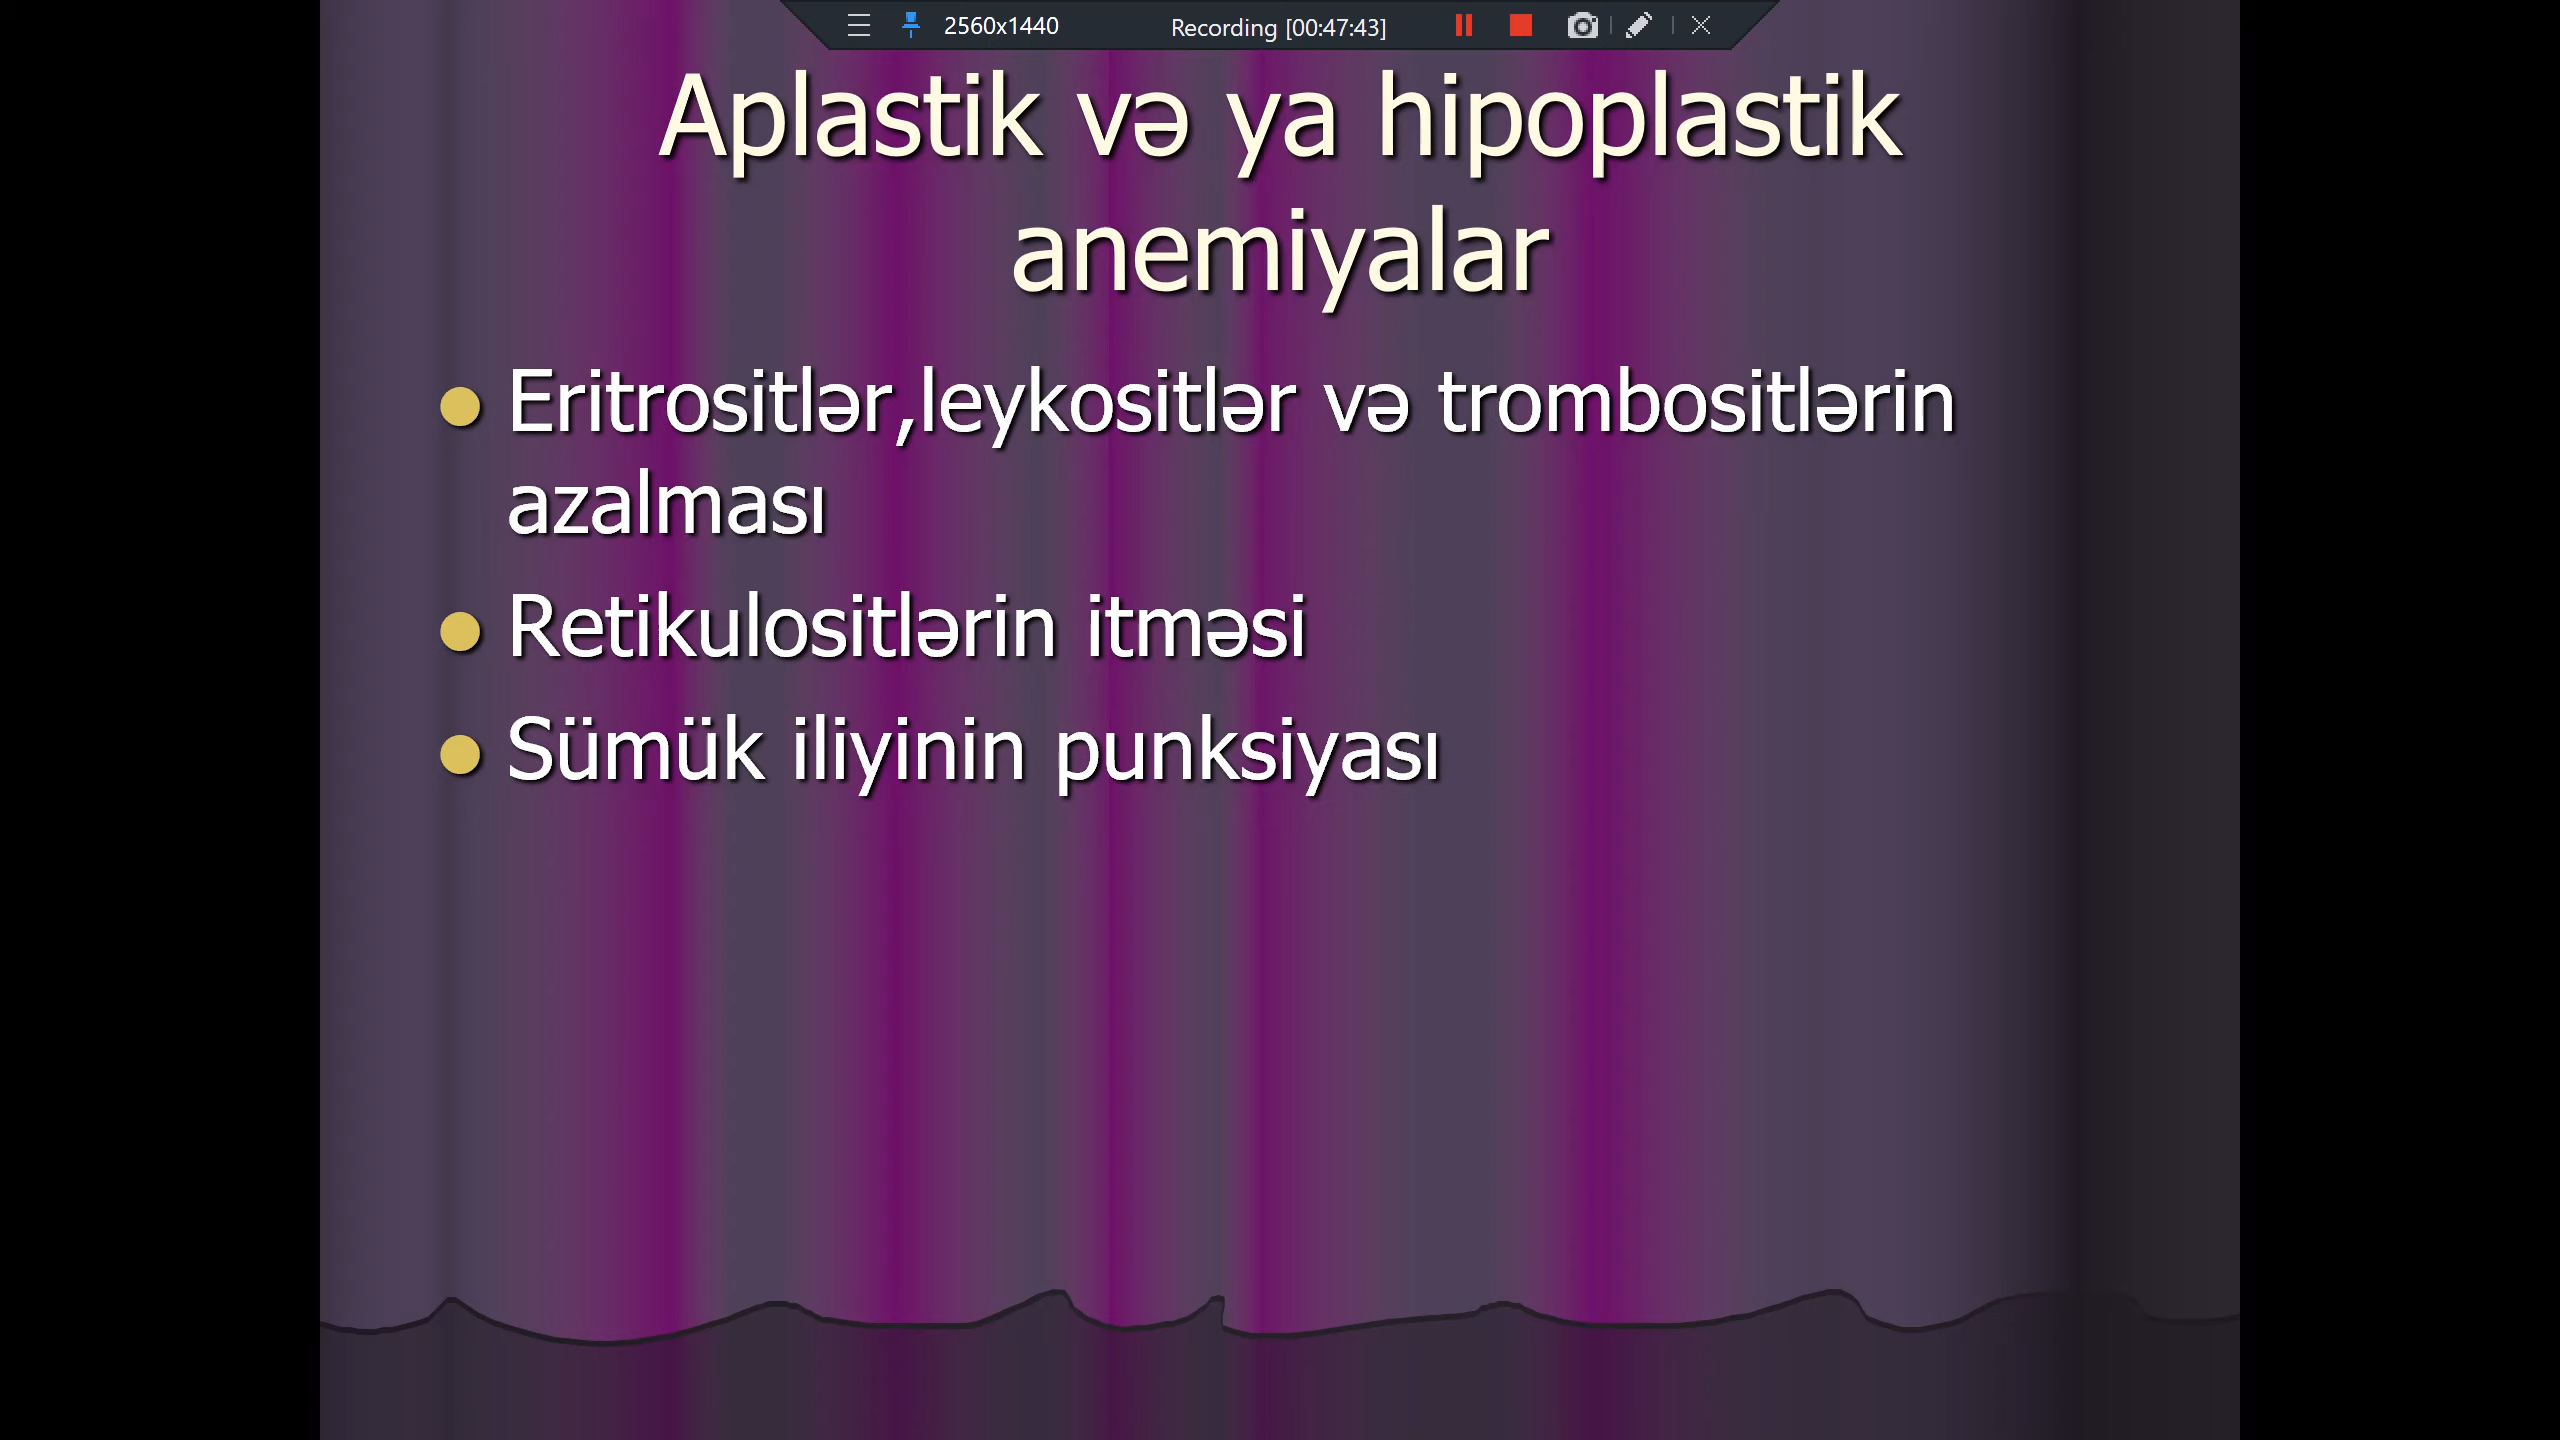 2560x1440 Recording [00:47:43]
Aplastik və ya hipoplastik
anemiyalar
Eritrositlər,leykositlər və trombositlərin
azalması
Retikulositlərin itməsi
Sümük iliyinin punksiyası